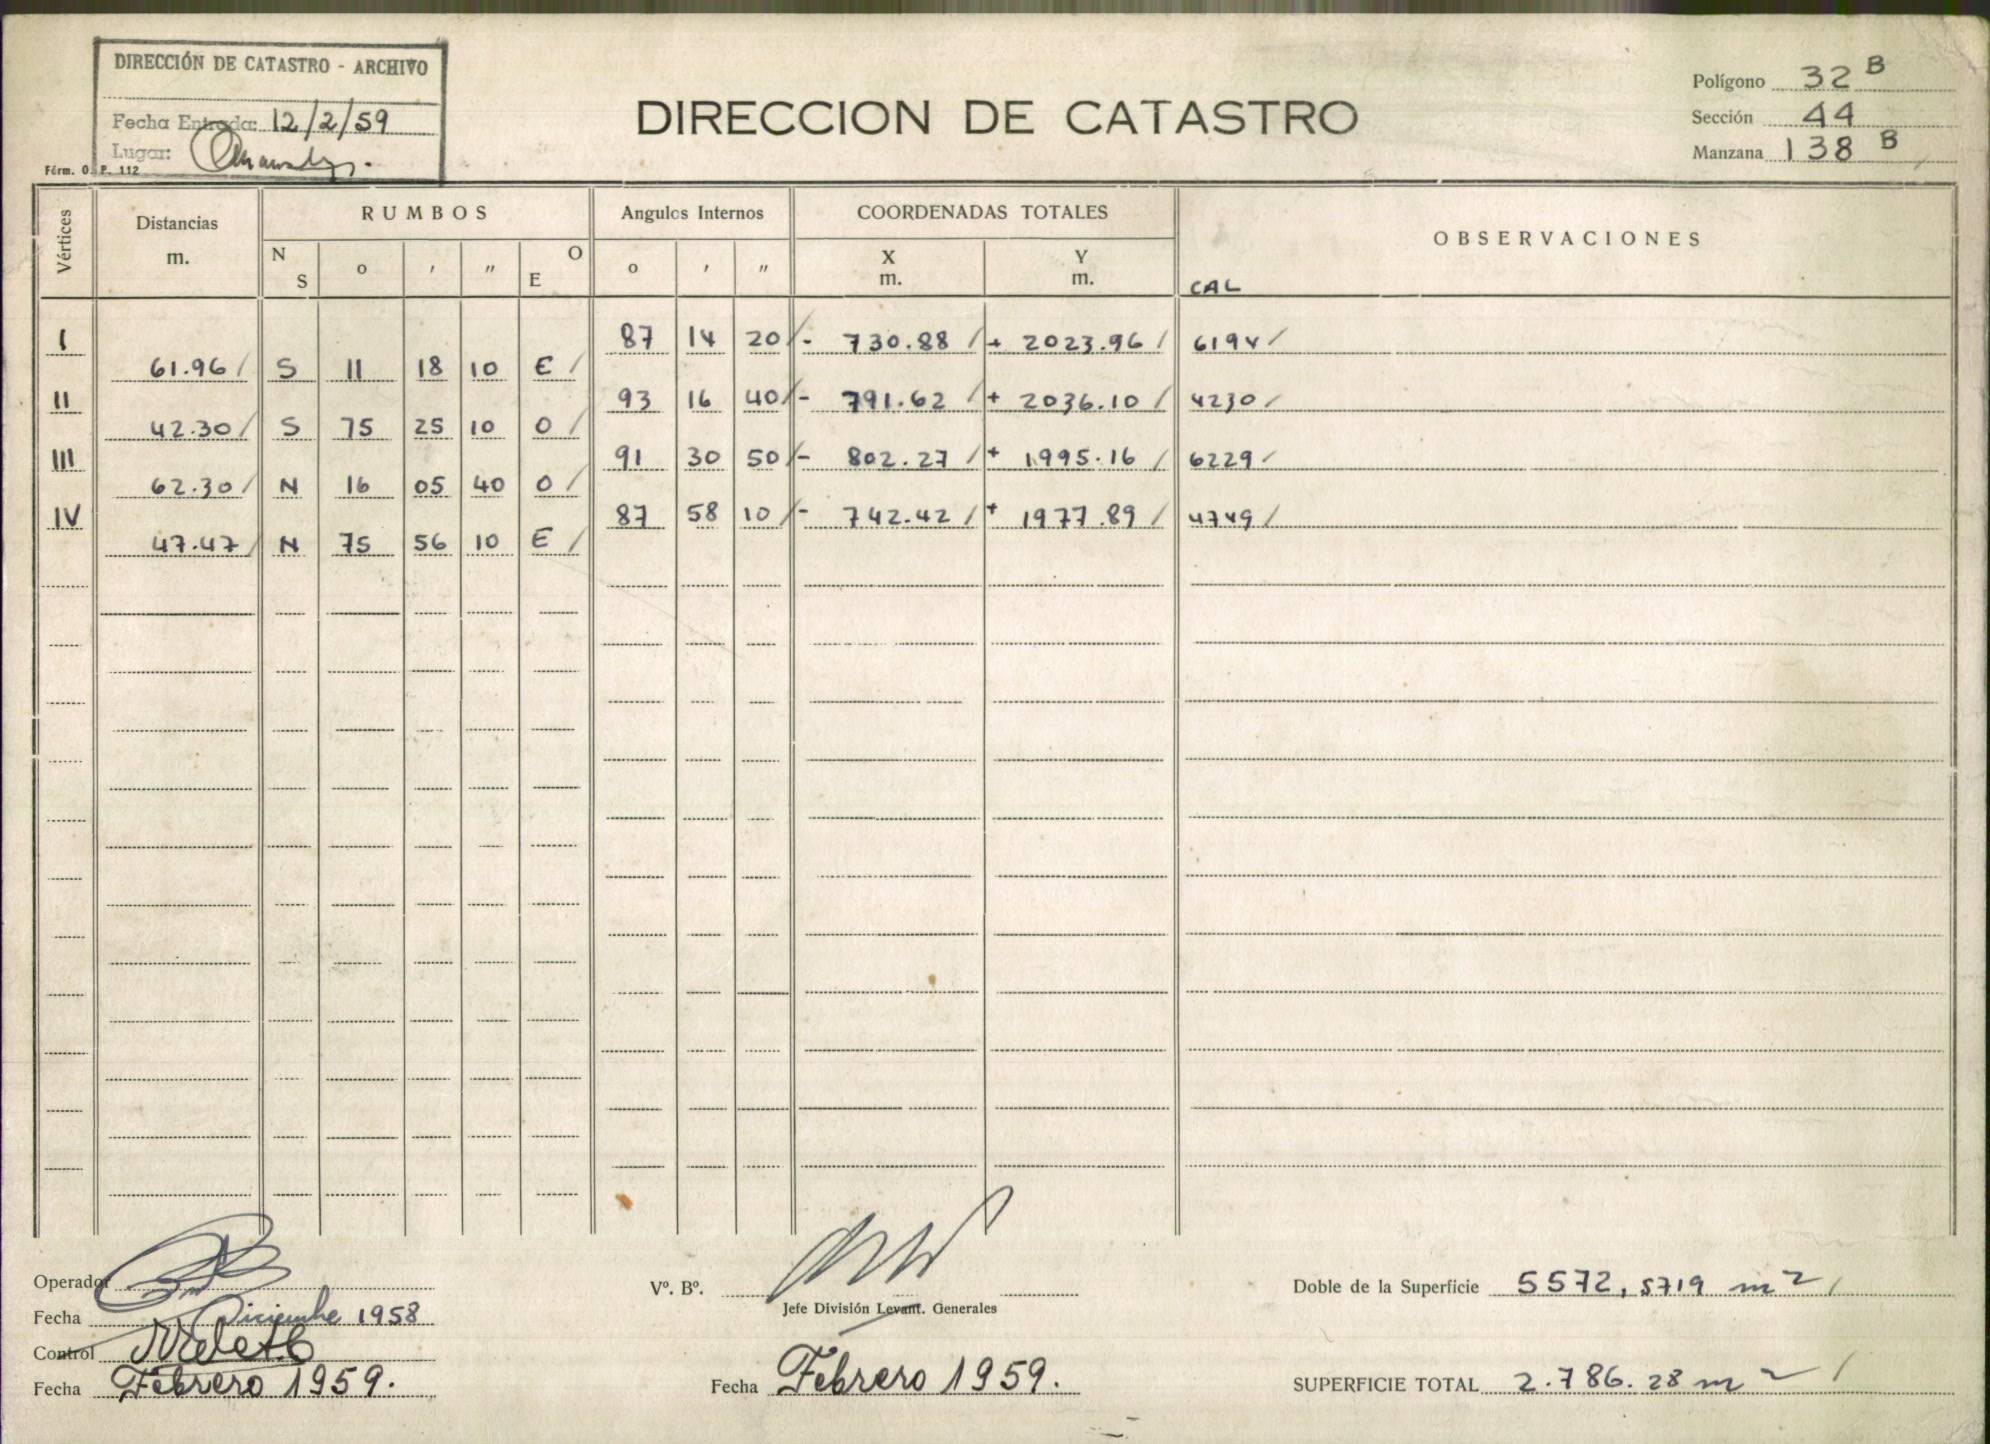 DIRECCIÓN DE CATASTRO - ARCHIVO
Fecha Entrada: 12/2/59
Lugar:
Fórm. O. P. 112
DIRECCION DE CATASTRO
Polígono 32 B
Sección 44
Manzana 138 B
Vértices Distancias m. RUMBOS Angulos Internos COORDENADAS TOTALES OBSERVACIONES
N S o ' " O E o ' " X m. Y m. CAL
I 87 14 20 / - 730.88 / + 2023.96 / 6194 /
61.96 / S 11 18 10 E /
II 93 16 40 / - 791.62 / + 2036.10 / 4230 /
42.30 / S 75 25 10 O /
III 91 30 50 / - 802.27 / + 1995.16 / 6229 /
62.30 / N 16 05 40 O /
IV 87 58 10 / - 742.42 / + 1977.89 / 4749 /
47.47 / N 75 56 10 E /
Operador
Fecha Diciembre 1958
Control
Fecha Febrero 1959.
Vº. Bº.
Jefe División Levant. Generales
Fecha Febrero 1959.
Doble de la Superficie 5572,5719 m2 /
SUPERFICIE TOTAL 2.786.28 m2 /